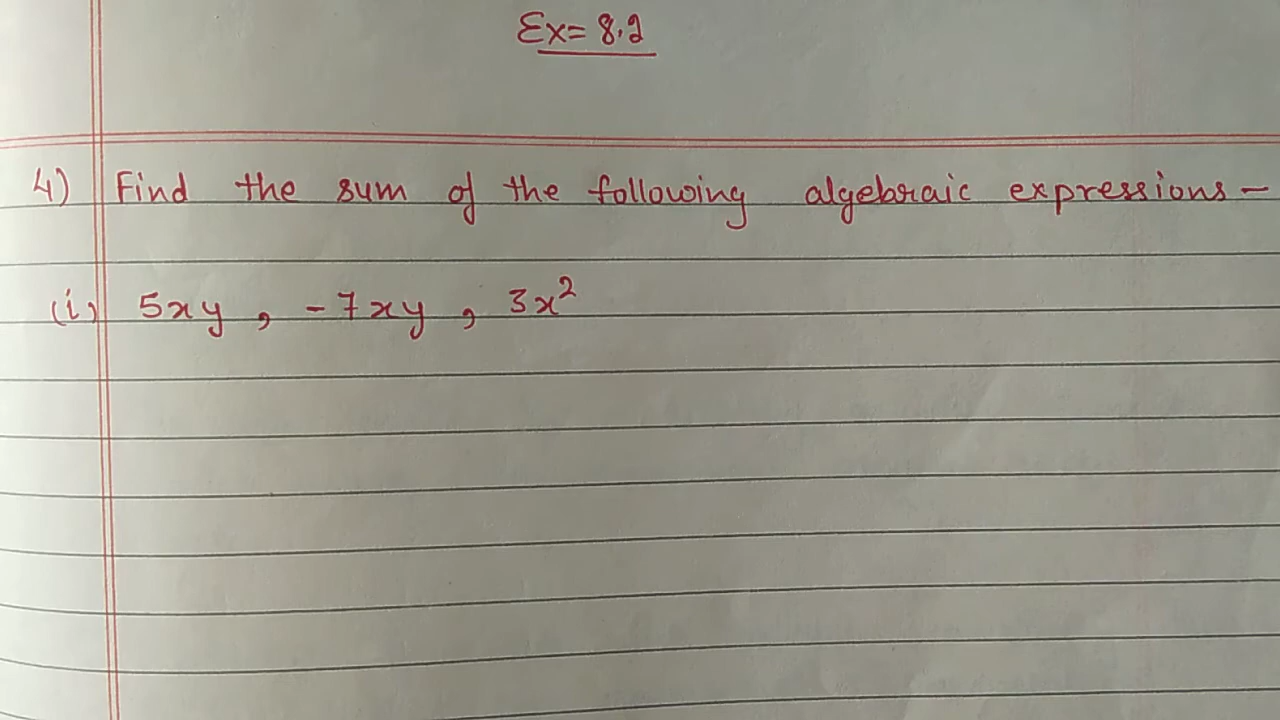 Ex= 8.2
4) Find the sum of the following algebraic expressions-
(i) 5xy, -7xy, 3x²